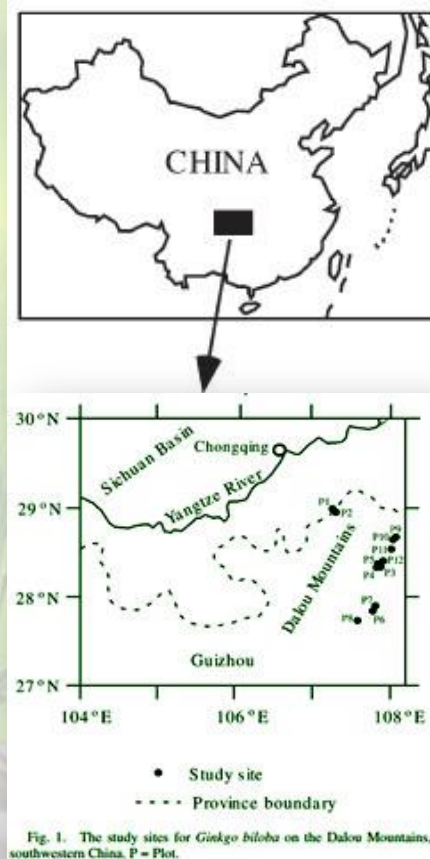 CHINA
30°N
Chongqing
Sichuan Basin
Yangtze River
29°N
P1
P2
P9
P10
P11
P5
P12
P4
P3
Dalou Mountains
28°N
P7
P8
P6
Guizhou
27°N
104°E
106°E
108°E
Study site
Province boundary
Fig. 1. The study sites for Ginkgo biloba on the Dalou Mountains,
southwestern China. P = Plot.